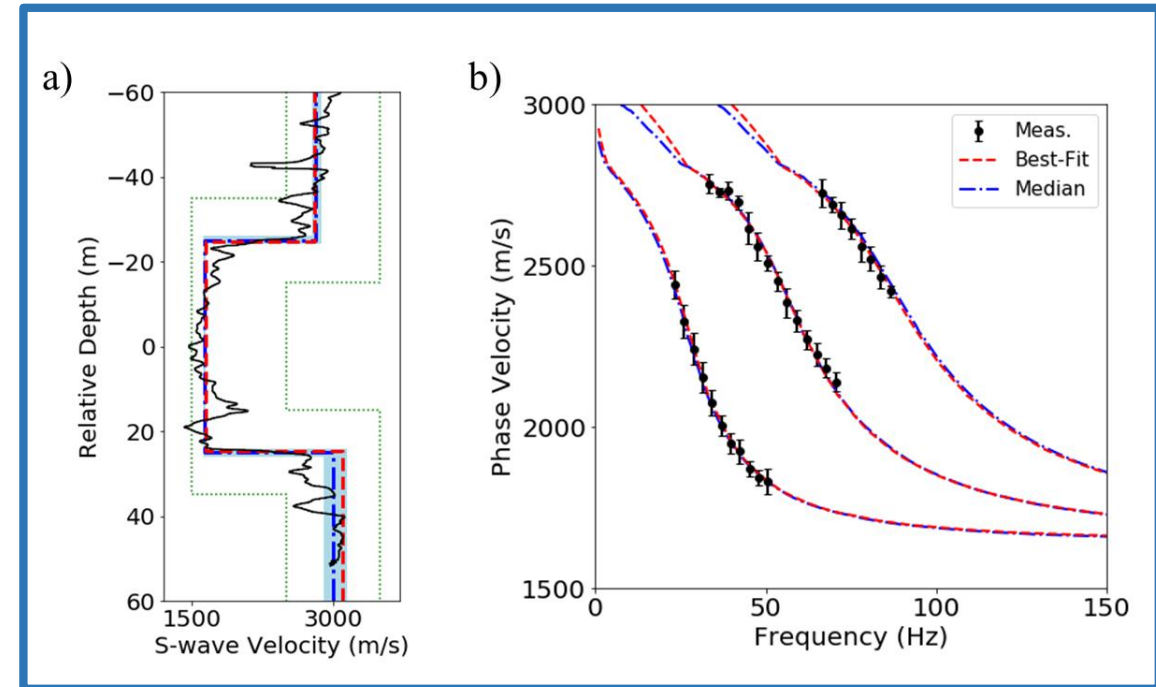 a)
−60
−40
−20
0
20
40
60
Relative Depth (m)
1500 3000
S-wave Velocity (m/s)
b)
3000
2500
2000
1500
Phase Velocity (m/s)
Meas.
Best-Fit
Median
0 50 100 150
Frequency (Hz)